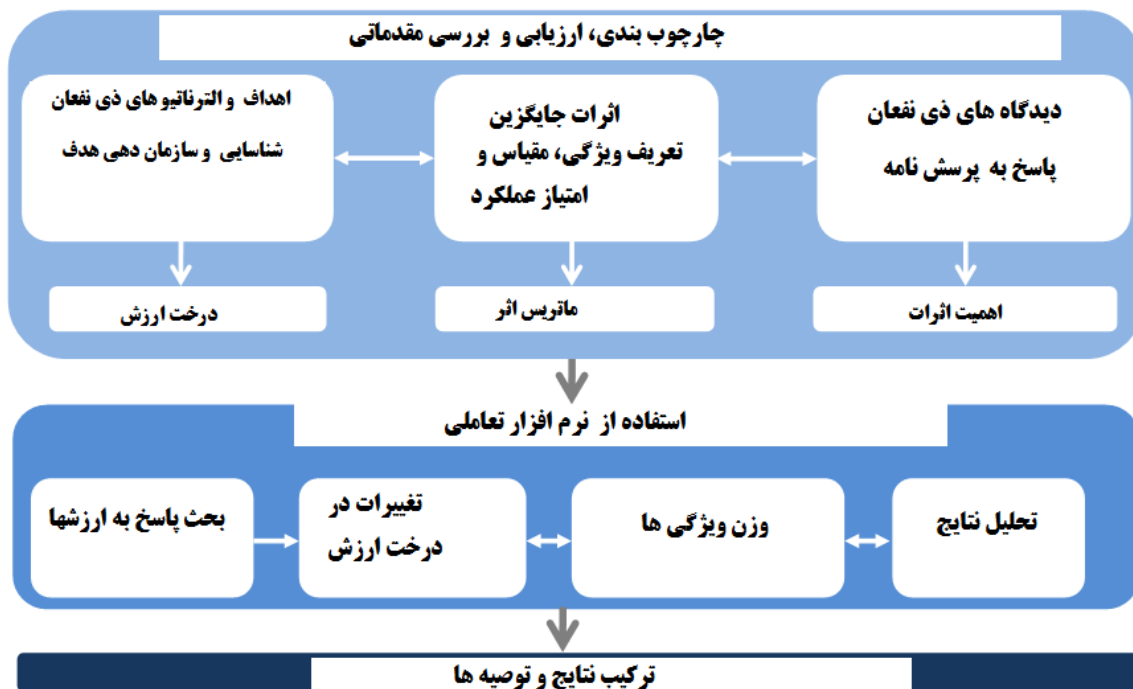 چارچوب بندی، ارزیابی و بررسی مقدماتی
دیدگاه های ذی نفعان
پاسخ به پرسش نامه
اثرات جایگزین
تعریف ویژگی، مقیاس و
امتیاز عملکرد
اهداف و الترناتیو های ذی نفعان
شناسایی و سازمان دهی هدف
اهمیت اثرات
ماتریس اثر
درخت ارزش
استفاده از نرم افزار تعاملی
تحلیل نتایج
وزن ویژگی ها
تغییرات در
درخت ارزش
بحث پاسخ به ارزشها
ترکیب نتایج و توصیه ها